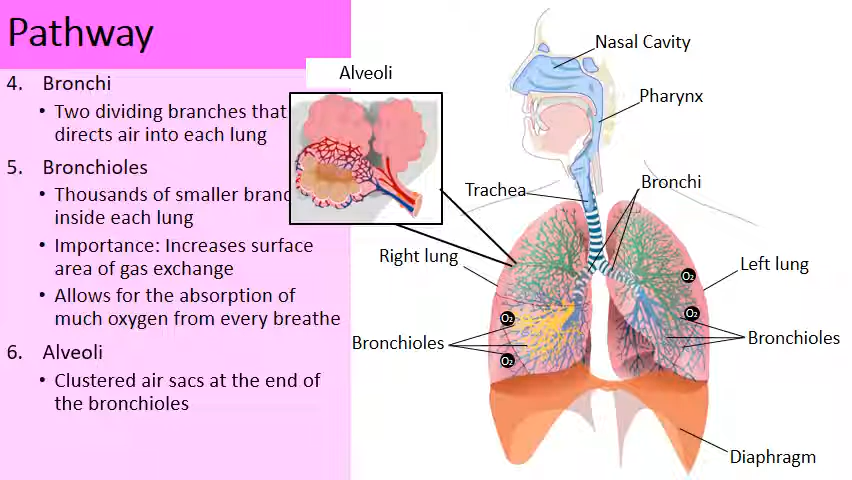 Pathway
4. Bronchi
• Two dividing branches that
directs air into each lung
5. Bronchioles
• Thousands of smaller
inside each lung
• Importance: Increases surface
area of gas exchange
• Allows for the absorption of
much oxygen from every breathe
6. Alveoli
• Clustered air sacs at the end of
the bronchioles
Alveoli
Nasal Cavity
Pharynx
Trachea
Bronchi
Right lung
Left lung
O₂
O₂
O₂
O₂
Bronchioles
Bronchioles
Diaphragm